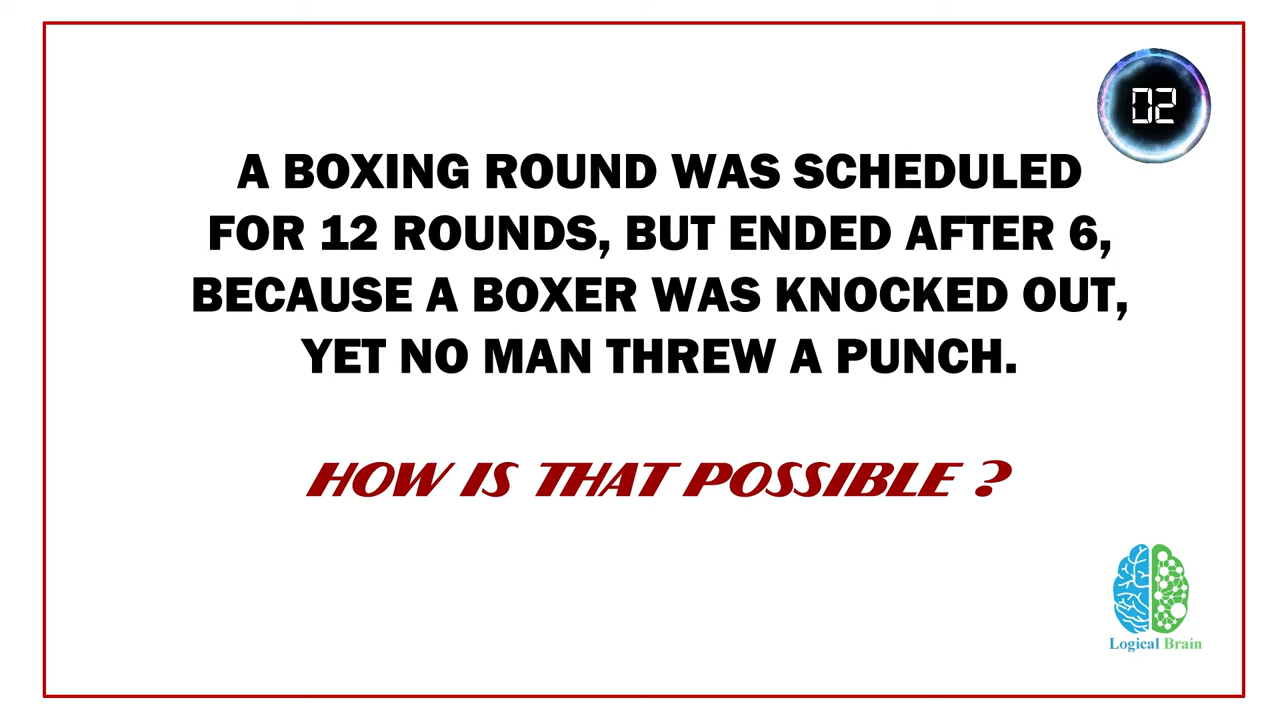 02
A BOXING ROUND WAS SCHEDULED
FOR 12 ROUNDS, BUT ENDED AFTER 6,
BECAUSE A BOXER WAS KNOCKED OUT,
YET NO MAN THREW A PUNCH.
HOW IS THAT POSSIBLE ?
Logical Brain